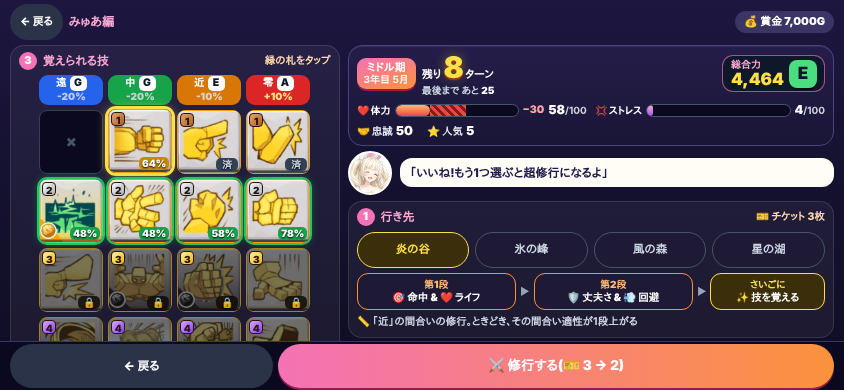 ← 戻る
みゅあ編
💰 賞金 7,000G
3 覚えられる技
緑の札をタップ
遠 G
-20%
中 G
-20%
近 E
-10%
零 A
+10%
×
1
64%
1
済
1
済
2
48%
2
48%
2
58%
2
78%
3
3
3
3
4
4
4
4
ミドル期
3年目 5月
残り 8 ターン
最後まで あと 25
総合力
4,464 E
❤️ 体力 −30 58/100
💢 ストレス 4/100
🤝 忠誠 50
⭐ 人気 5
「いいね!もう1つ選ぶと超修行になるよ」
1 行き先
🎫 チケット 3枚
炎の谷
氷の峰
風の森
星の湖
第1段
🎯 命中 & ❤️ ライフ
▶
第2段
🛡️ 丈夫さ & 💨 回避
▶
さいごに
✨ 技を覚える
📏 「近」の間合いの修行。ときどき、その間合い適性が1段上がる
← 戻る
⚔️ 修行する(🎫 3 → 2)